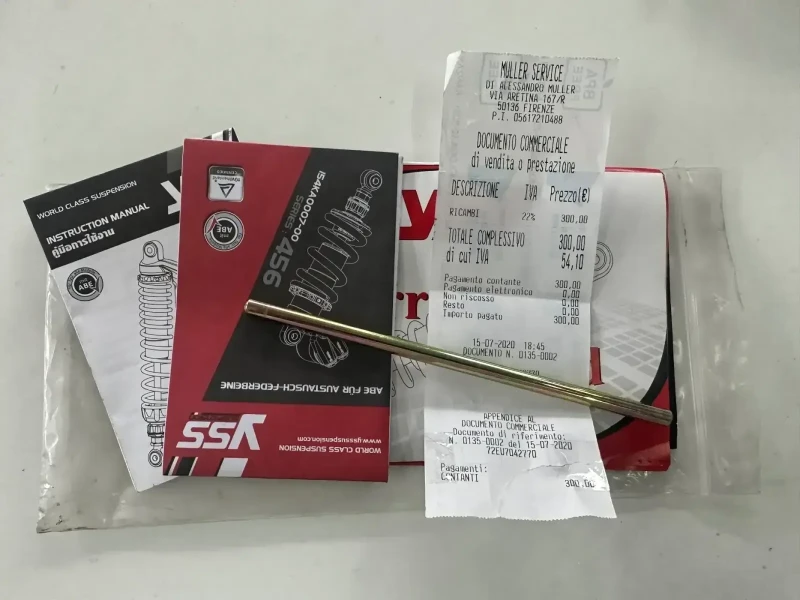 MULLER SERVICE
DI ALESSANDRO MULLER
VIA ARETINA 167/R
50136 FIRENZE
P.I. 05617210488
DOCUMENTO COMMERCIALE
di vendita o prestazione
DESCRIZIONE IVA Prezzo(€)
RICAMBI 22% 300,00
TOTALE COMPLESSIVO 300,00
di cui IVA 54,10
Pagamento contante 300,00
Pagamento elettronico 0,00
Non riscosso 0,00
Resto 0,00
Importo pagato 300,00
15-07-2020 18:45
DOCUMENTO N. 0135-0002
APPENDICE AL
DOCUMENTO COMMERCIALE
Documento di riferimento:
N. 0135-0002 del 15-07-2020
72EU7042770
Pagamenti:
CONTANTI 300,00
WORLD CLASS SUSPENSION
INSTRUCTION MANUAL
คู่มือการใช้งาน
ABE
ABE
IS4KA0007-00
SERIES : 456
ABE FÜR AUSTAUSCH-FEDERBEINE
YSS
www.ysssuspension.com
WORLD CLASS SUSPENSION